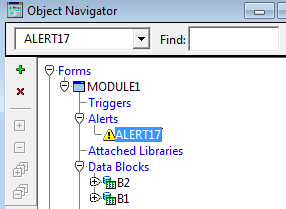 Object Navigator
ALERT17 Find:
Forms
MODULE1
Triggers
Alerts
ALERT17
Attached Libraries
Data Blocks
B2
B1